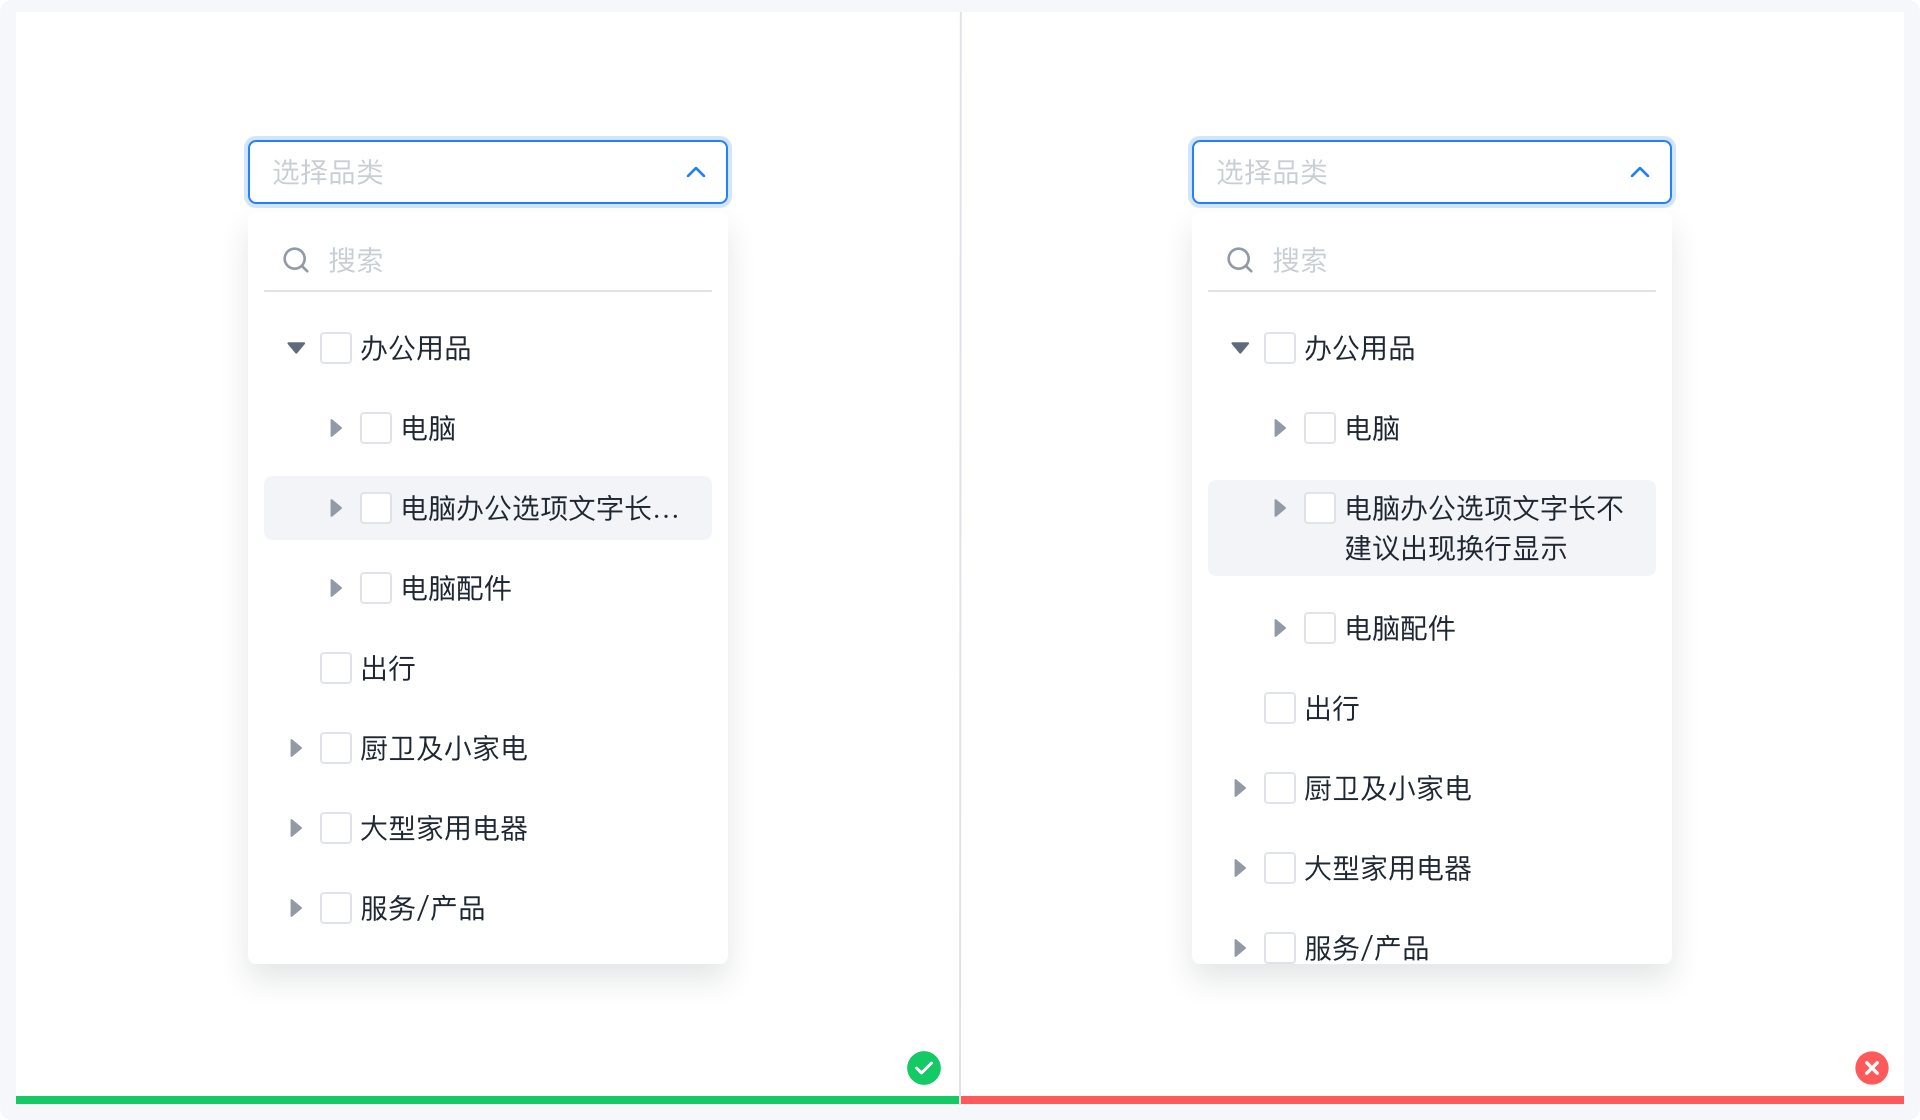 选择品类
搜索
办公用品
电脑
电脑办公选项文字长...
电脑配件
出行
厨卫及小家电
大型家用电器
服务/产品
选择品类
搜索
办公用品
电脑
电脑办公选项文字长不
建议出现换行显示
电脑配件
出行
厨卫及小家电
大型家用电器
服务/产品